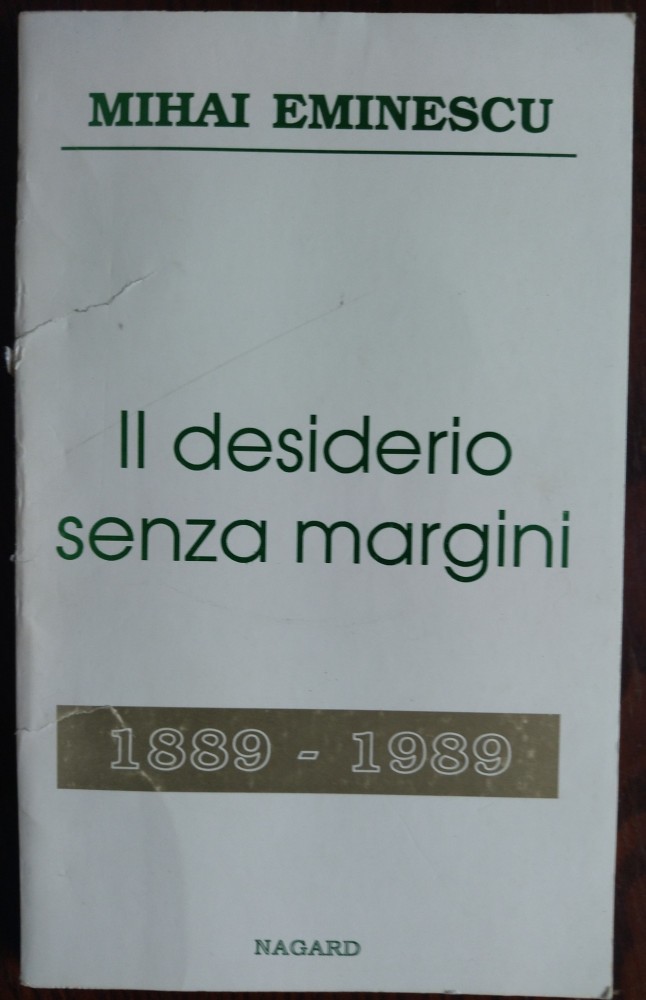 MIHAI EMINESCU
Il desiderio
senza margini
1889 - 1989
NAGARD